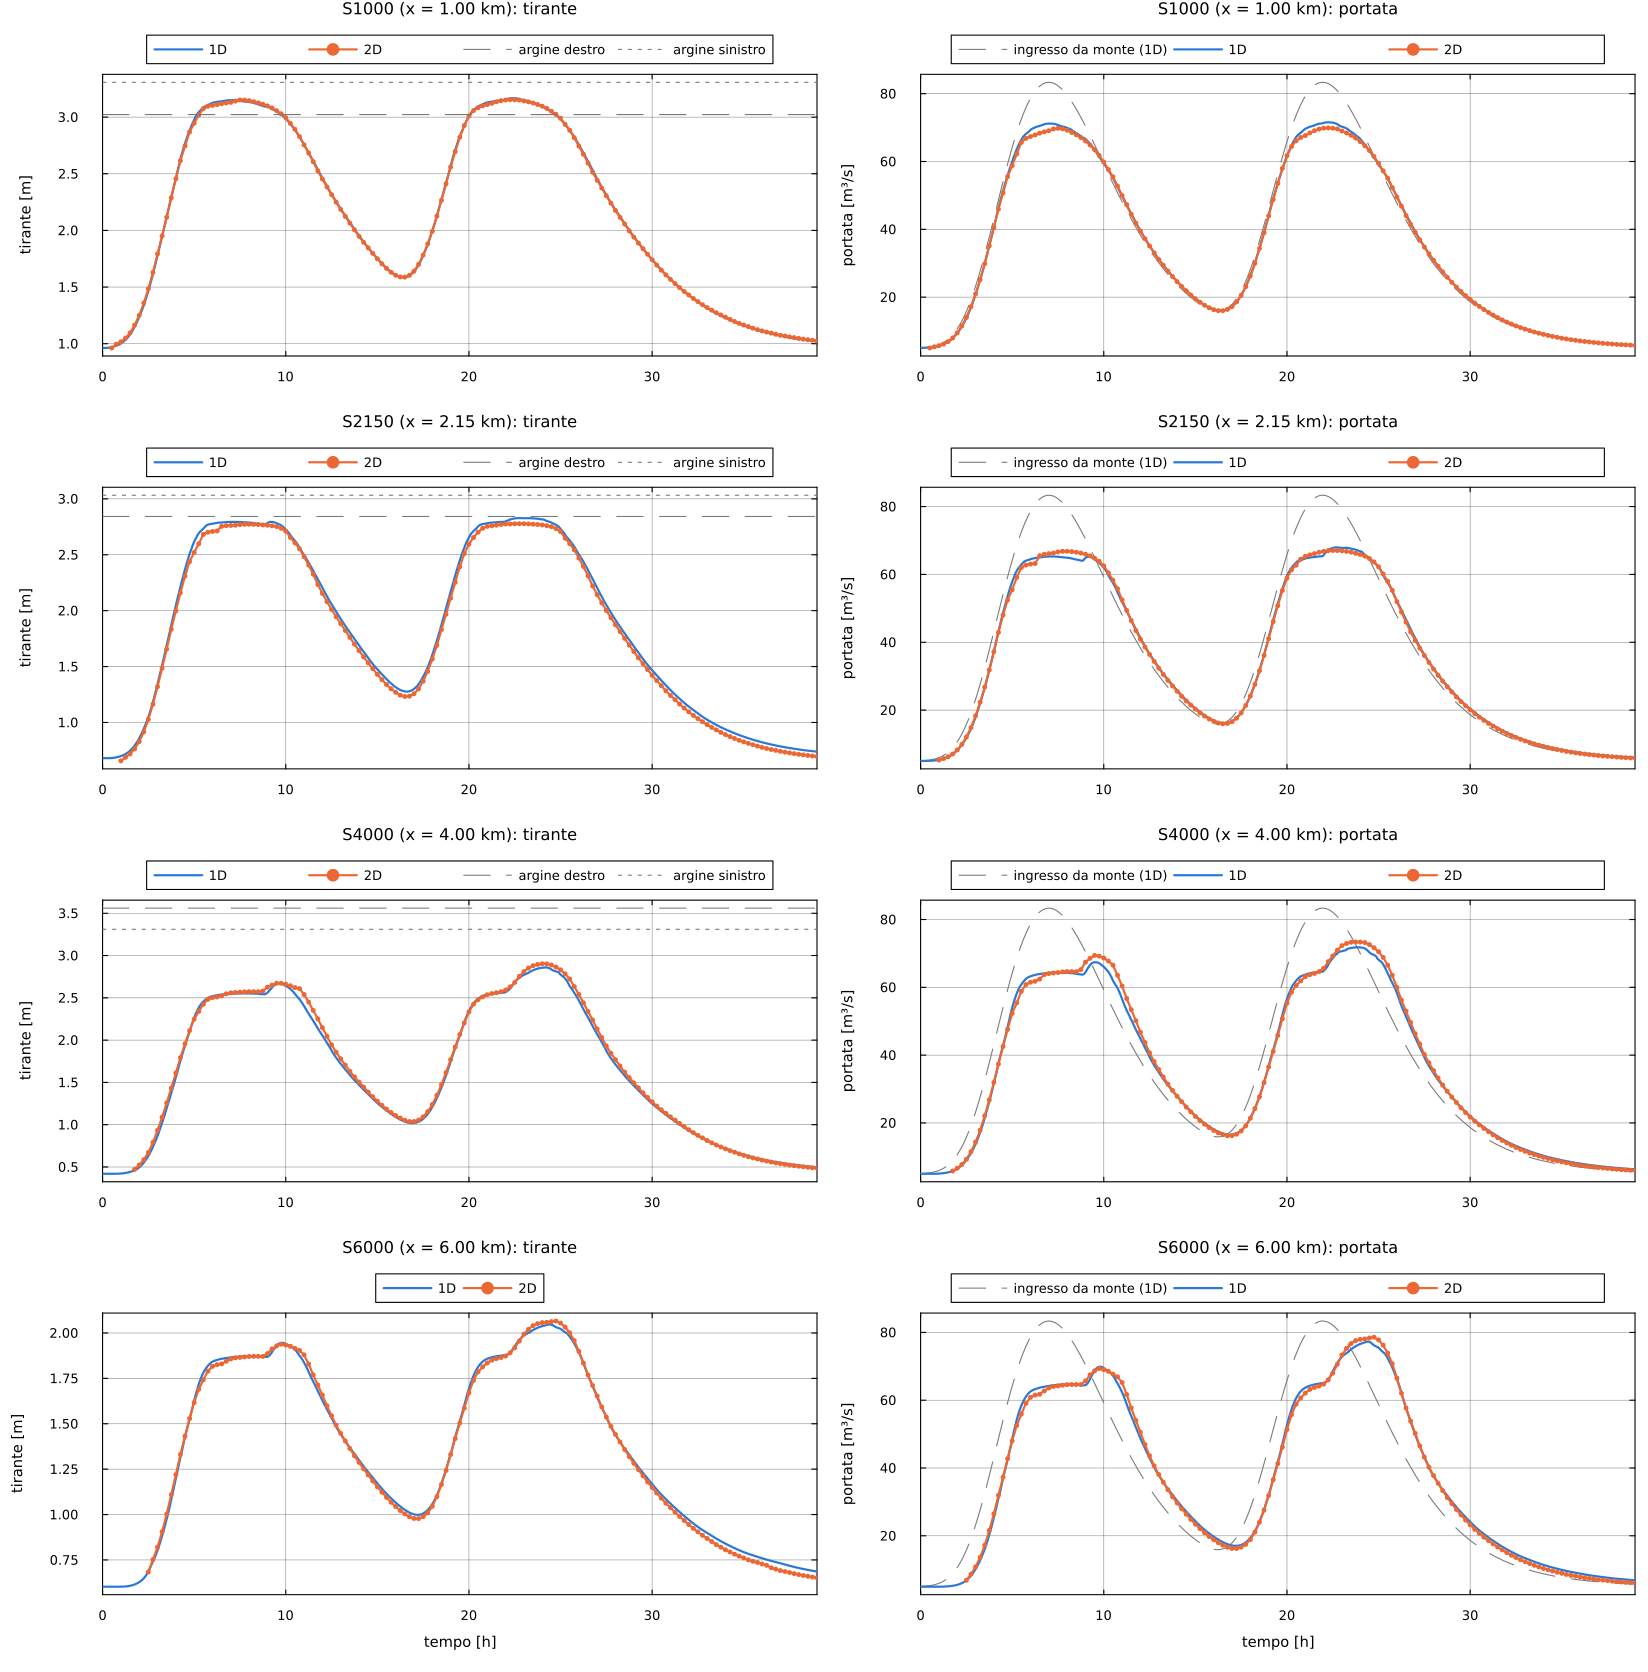 S1000 (x = 1.00 km): tirante
1D 2D argine destro argine sinistro
tirante [m]
3.0
2.5
2.0
1.5
1.0
0 10 20 30
S1000 (x = 1.00 km): portata
ingresso da monte (1D) 1D 2D
portata [m³/s]
80
60
40
20
0 10 20 30
S2150 (x = 2.15 km): tirante
1D 2D argine destro argine sinistro
tirante [m]
3.0
2.5
2.0
1.5
1.0
0 10 20 30
S2150 (x = 2.15 km): portata
ingresso da monte (1D) 1D 2D
portata [m³/s]
80
60
40
20
0 10 20 30
S4000 (x = 4.00 km): tirante
1D 2D argine destro argine sinistro
tirante [m]
3.5
3.0
2.5
2.0
1.5
1.0
0.5
0 10 20 30
S4000 (x = 4.00 km): portata
ingresso da monte (1D) 1D 2D
portata [m³/s]
80
60
40
20
0 10 20 30
S6000 (x = 6.00 km): tirante
1D 2D
tirante [m]
2.00
1.75
1.50
1.25
1.00
0.75
0 10 20 30
tempo [h]
S6000 (x = 6.00 km): portata
ingresso da monte (1D) 1D 2D
portata [m³/s]
80
60
40
20
0 10 20 30
tempo [h]